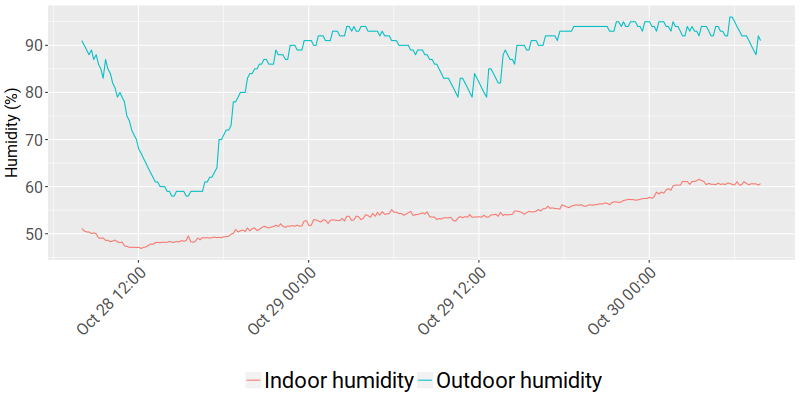 Humidity (%)
90
80
70
60
50
Oct 28 12:00
Oct 29 00:00
Oct 29 12:00
Oct 30 00:00
Indoor humidity
Outdoor humidity